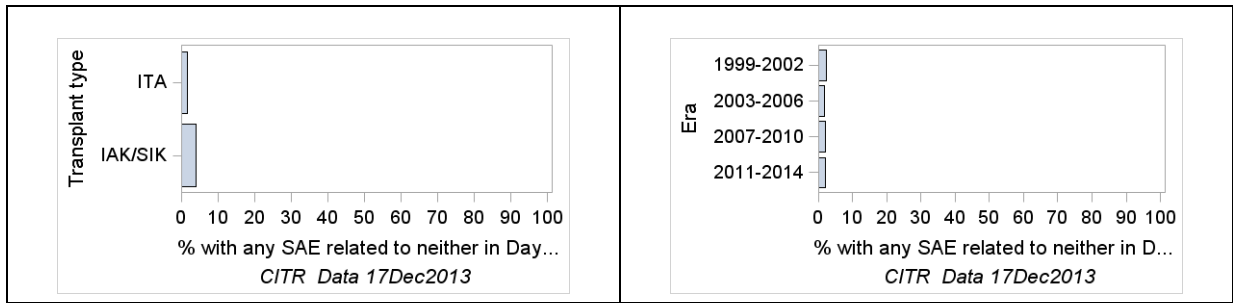 Transplant type
ITA
IAK/SIK
0 10 20 30 40 50 60 70 80 90 100
% with any SAE related to neither in Day...
CITR Data 17Dec2013
Era
1999-2002
2003-2006
2007-2010
2011-2014
0 10 20 30 40 50 60 70 80 90 100
% with any SAE related to neither in D...
CITR Data 17Dec2013